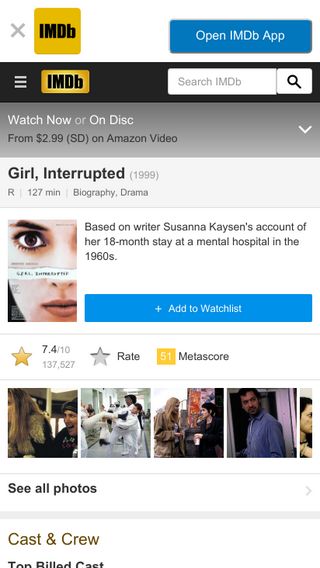 IMDb
Open IMDb App
IMDb
Search IMDb
Watch Now or On Disc
From $2.99 (SD) on Amazon Video
Girl, Interrupted (1999)
R | 127 min | Biography, Drama
GIRL, INTERRUPTED
Based on writer Susanna Kaysen's account of
her 18-month stay at a mental hospital in the
1960s.
+ Add to Watchlist
7.4/10
137,527
Rate
51 Metascore
See all photos
Cast & Crew
Top Billed Cast